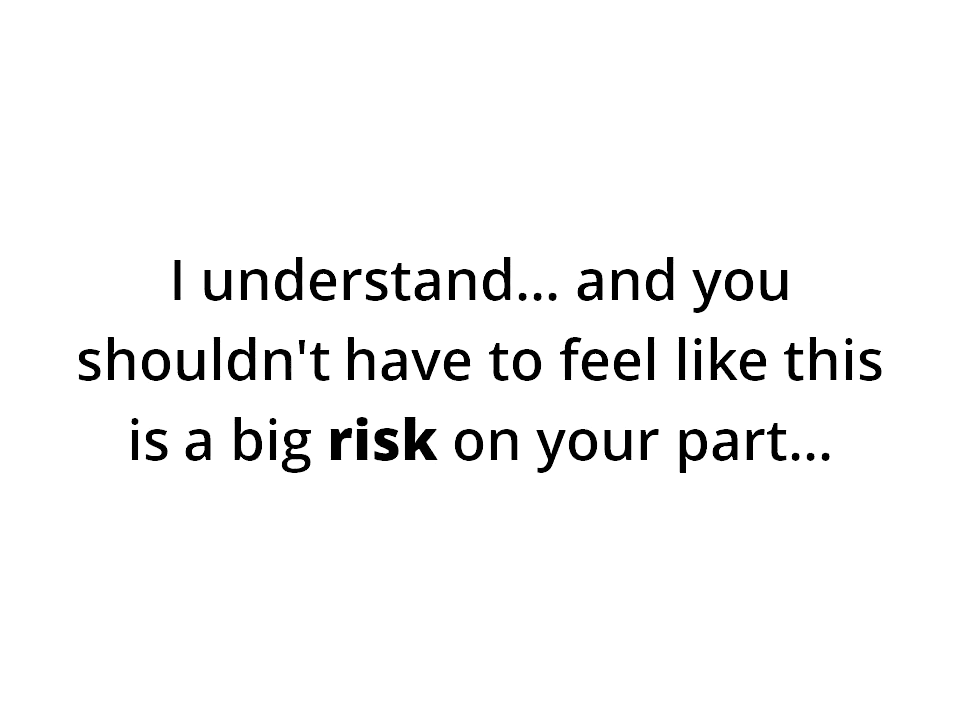 I understand... and you
shouldn't have to feel like this
is a big risk on your part...